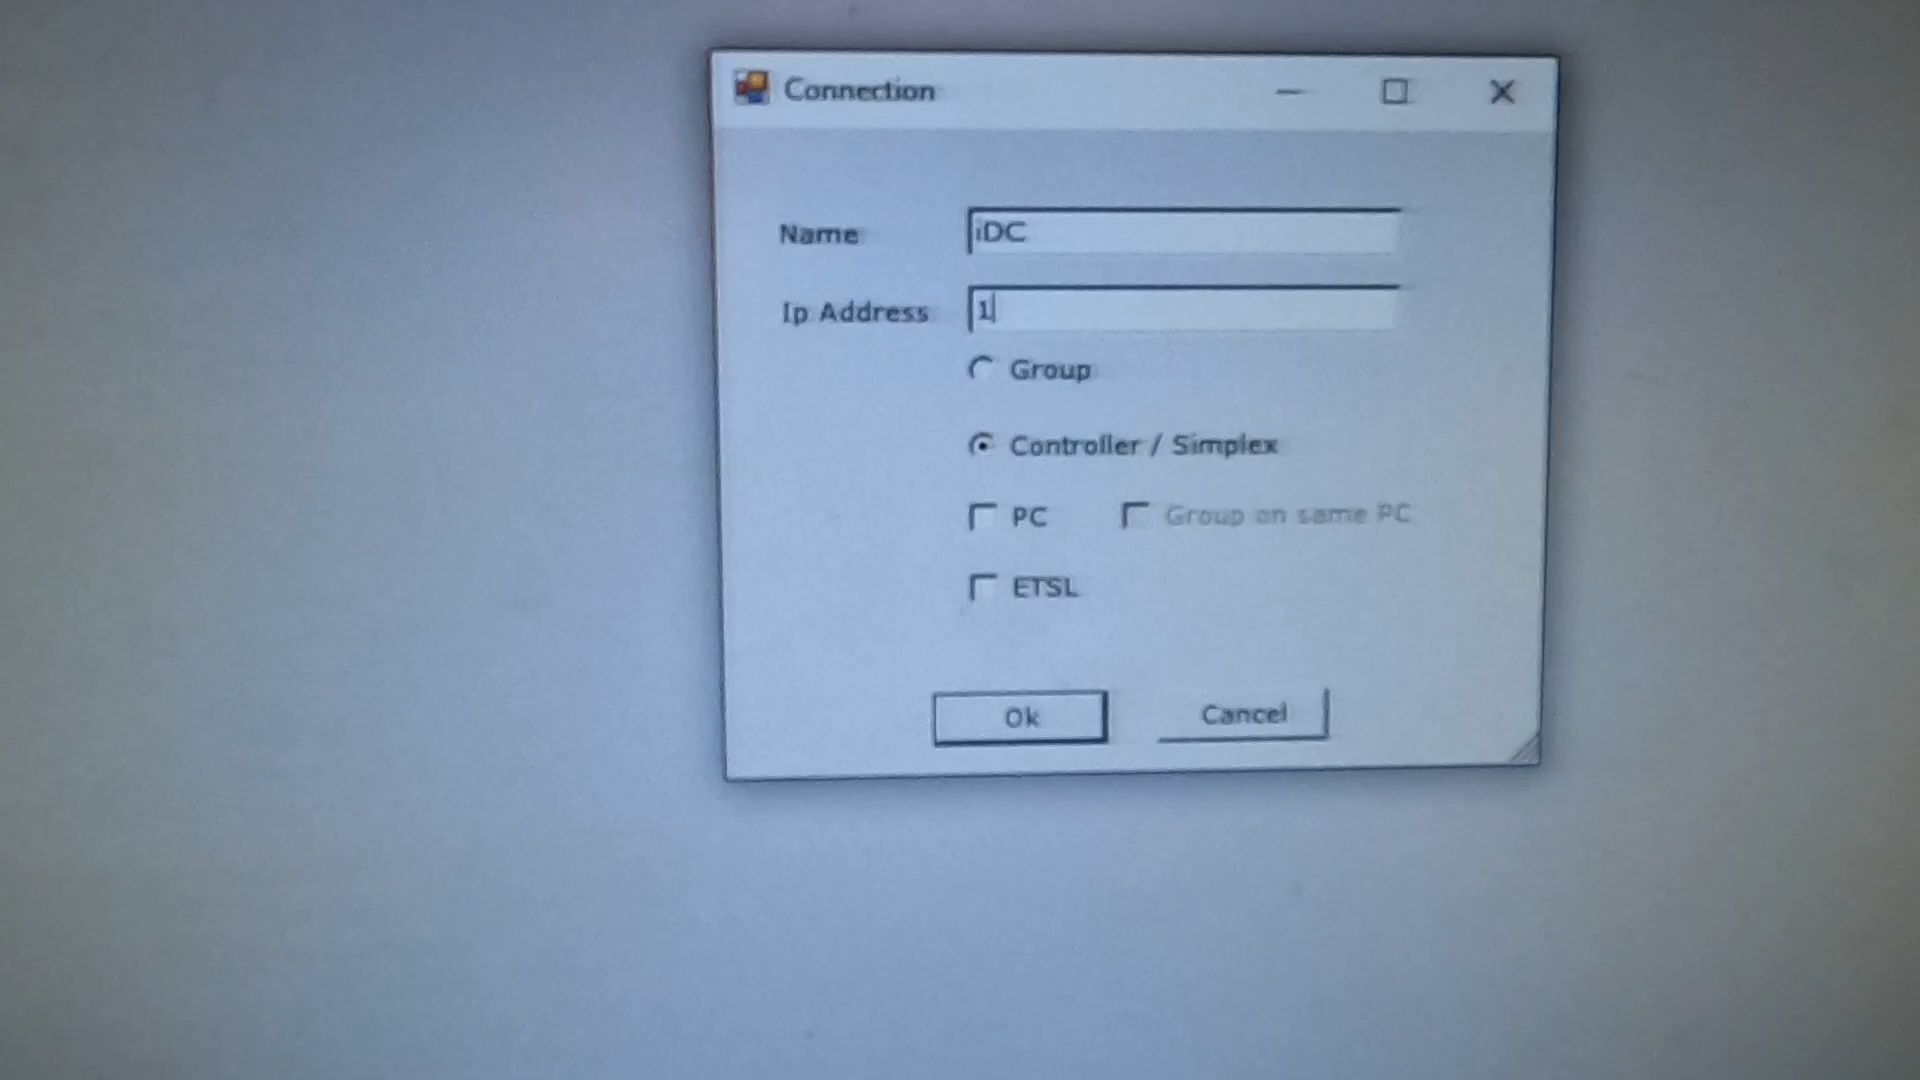 Connection
Name iDC
Ip Address 1
Group
Controller / Simplex
PC Group on same PC
ETSL
Ok Cancel